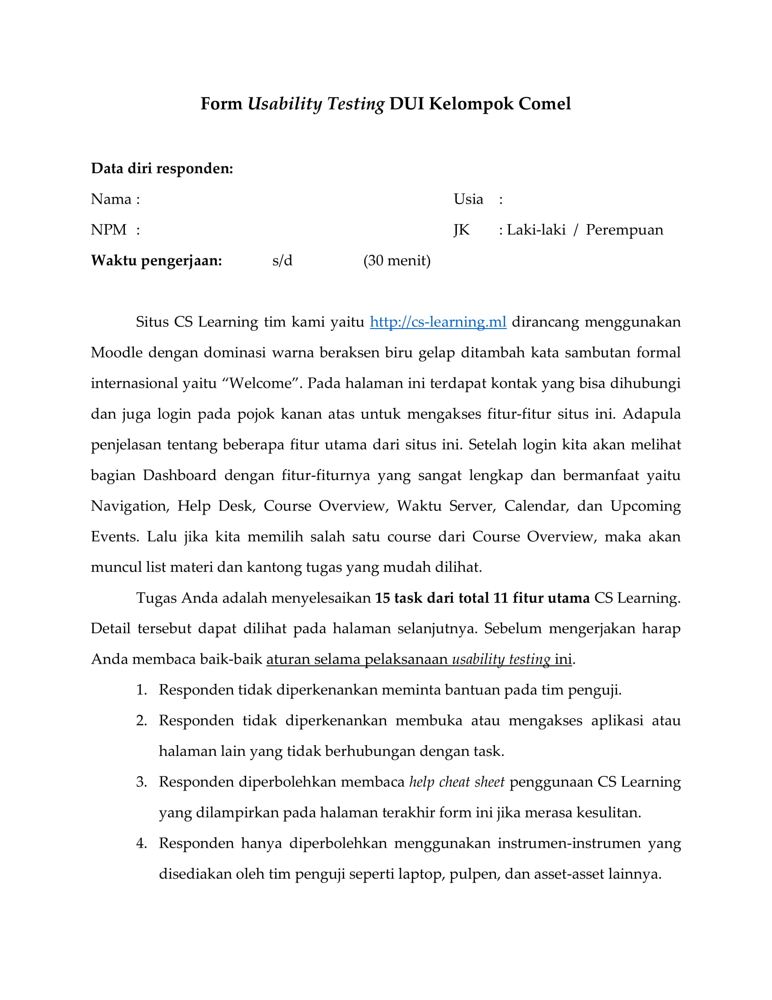 Form Usability Testing DUI Kelompok Comel
Data diri responden:
Nama : Usia :
NPM : JK : Laki-laki / Perempuan
Waktu pengerjaan: s/d (30 menit)
Situs CS Learning tim kami yaitu http://cs-learning.ml dirancang menggunakan
Moodle dengan dominasi warna beraksen biru gelap ditambah kata sambutan formal
internasional yaitu “Welcome”. Pada halaman ini terdapat kontak yang bisa dihubungi
dan juga login pada pojok kanan atas untuk mengakses fitur-fitur situs ini. Adapula
penjelasan tentang beberapa fitur utama dari situs ini. Setelah login kita akan melihat
bagian Dashboard dengan fitur-fiturnya yang sangat lengkap dan bermanfaat yaitu
Navigation, Help Desk, Course Overview, Waktu Server, Calendar, dan Upcoming
Events. Lalu jika kita memilih salah satu course dari Course Overview, maka akan
muncul list materi dan kantong tugas yang mudah dilihat.
Tugas Anda adalah menyelesaikan 15 task dari total 11 fitur utama CS Learning.
Detail tersebut dapat dilihat pada halaman selanjutnya. Sebelum mengerjakan harap
Anda membaca baik-baik aturan selama pelaksanaan usability testing ini.
1. Responden tidak diperkenankan meminta bantuan pada tim penguji.
2. Responden tidak diperkenankan membuka atau mengakses aplikasi atau
halaman lain yang tidak berhubungan dengan task.
3. Responden diperbolehkan membaca help cheat sheet penggunaan CS Learning
yang dilampirkan pada halaman terakhir form ini jika merasa kesulitan.
4. Responden hanya diperbolehkan menggunakan instrumen-instrumen yang
disediakan oleh tim penguji seperti laptop, pulpen, dan asset-asset lainnya.